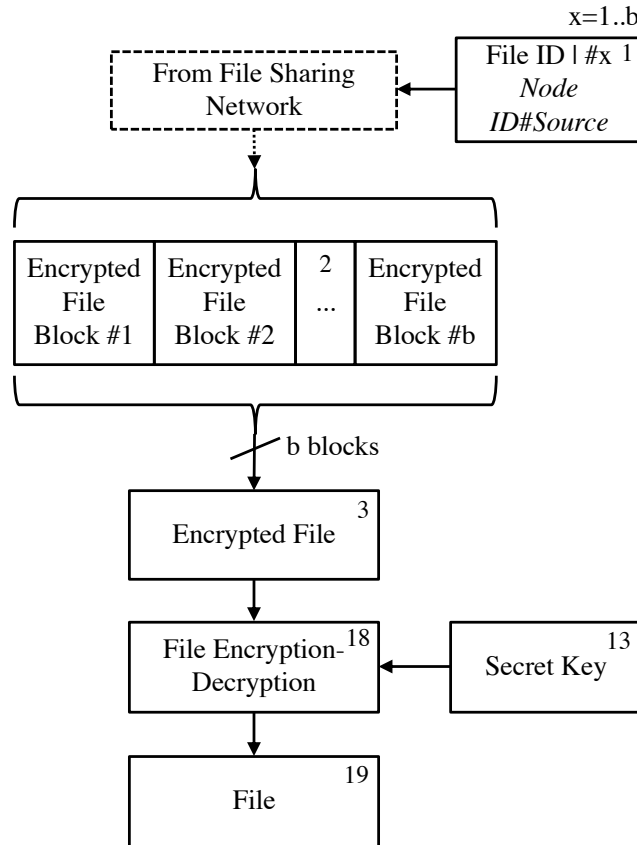 x=1..b
From File Sharing
Network
File ID | #x 1
Node
ID#Source
Encrypted
File
Block #1
Encrypted
File
Block #2
2
...
Encrypted
File
Block #b
b blocks
3
Encrypted File
18
File Encryption-
Decryption
13
Secret Key
19
File